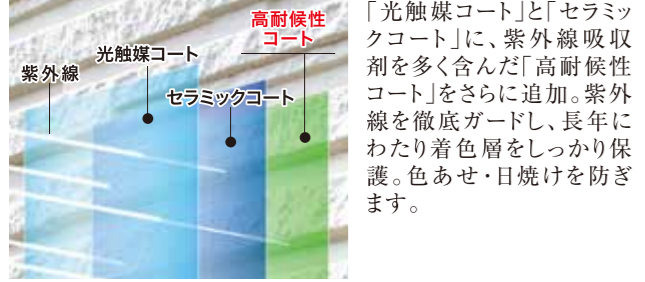 高耐候性
コート
光触媒コート
紫外線
セラミックコート
「光触媒コート」と「セラミッ
クコート」に、紫外線吸収
剤を多く含んだ「高耐候性
コート」をさらに追加。紫外
線を徹底ガードし、長年に
わたり着色層をしっかり保
護。色あせ・日焼けを防ぎ
ます。